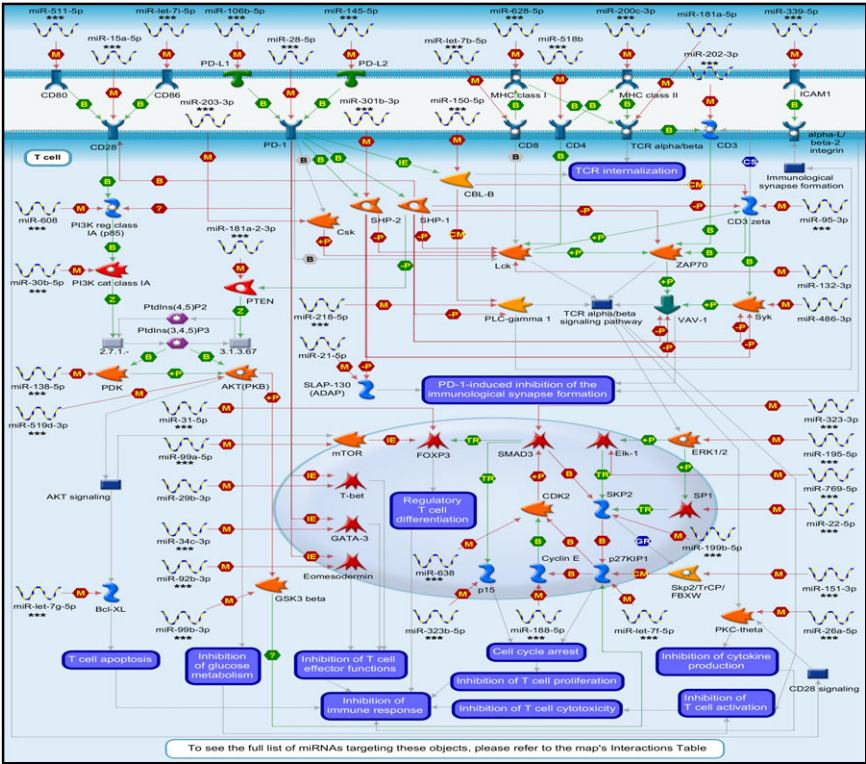 miR-511-5p
***
miR-let-7i-5p
***
miR-106b-5p
***
miR-145-5p
***
miR-628-5p
***
miR-200c-3p
***
miR-181a-5p
***
miR-339-5p
***
miR-15a-5p
***
miR-28-5p
***
miR-let-7b-5p
***
miR-518b
***
miR-202-3p
***
PD-L1
PD-L2
CD80
CD86
MHC class I
MHC class II
ICAM1
miR-203-3p
***
miR-301b-3p
***
miR-150-5p
***
T cell
CD28
PD-1
CD8
CD4
TCR alpha/beta
CD3
alpha-L/
beta-2
integrin
TCR internalization
Immunological
synapse formation
CBL-B
miR-608
***
PI3K reg class
IA (p85)
miR-181a-2-3p
***
Csk
SHP-2
SHP-1
CD3 zeta
miR-95-3p
***
miR-30b-5p
***
PI3K cat class IA
PTEN
Lck
ZAP70
miR-132-3p
***
PtdIns(4,5)P2
PtdIns(3,4,5)P3
2.7.1.-
3.1.3.67
miR-218-5p
***
PLC-gamma 1
TCR alpha/beta
signaling pathway
VAV-1
Syk
miR-486-3p
***
miR-21-5p
***
miR-138-5p
***
PDK
AKT(PKB)
SLAP-130
(ADAP)
PD-1-induced inhibition of the
immunological synapse formation
miR-519d-3p
***
miR-31-5p
***
miR-323-3p
***
miR-99a-5p
***
mTOR
FOXP3
SMAD3
Elk-1
ERK1/2
miR-195-5p
***
AKT signaling
miR-29b-3p
***
T-bet
Regulatory
T cell
differentiation
CDK2
SKP2
SP1
miR-769-5p
***
miR-22-5p
***
miR-34c-3p
***
GATA-3
miR-199b-5p
***
miR-92b-3p
***
Eomesodermin
miR-638
***
p15
Cyclin E
p27KIP1
Skp2/TrCP/
FBXW
miR-151-3p
***
miR-let-7g-5p
***
Bcl-XL
miR-99b-3p
***
GSK3 beta
miR-323b-5p
***
miR-188-5p
***
miR-let-7f-5p
***
PKC-theta
miR-26a-5p
***
T cell apoptosis
Inhibition
of glucose
metabolism
Inhibition of T cell
effector functions
Cell cycle arrest
Inhibition of cytokine
production
CD28 signaling
Inhibition of T cell proliferation
Inhibition of
immune response
Inhibition of T cell cytotoxicity
Inhibition of
T cell activation
To see the full list of miRNAs targeting these objects, please refer to the map's Interactions Table